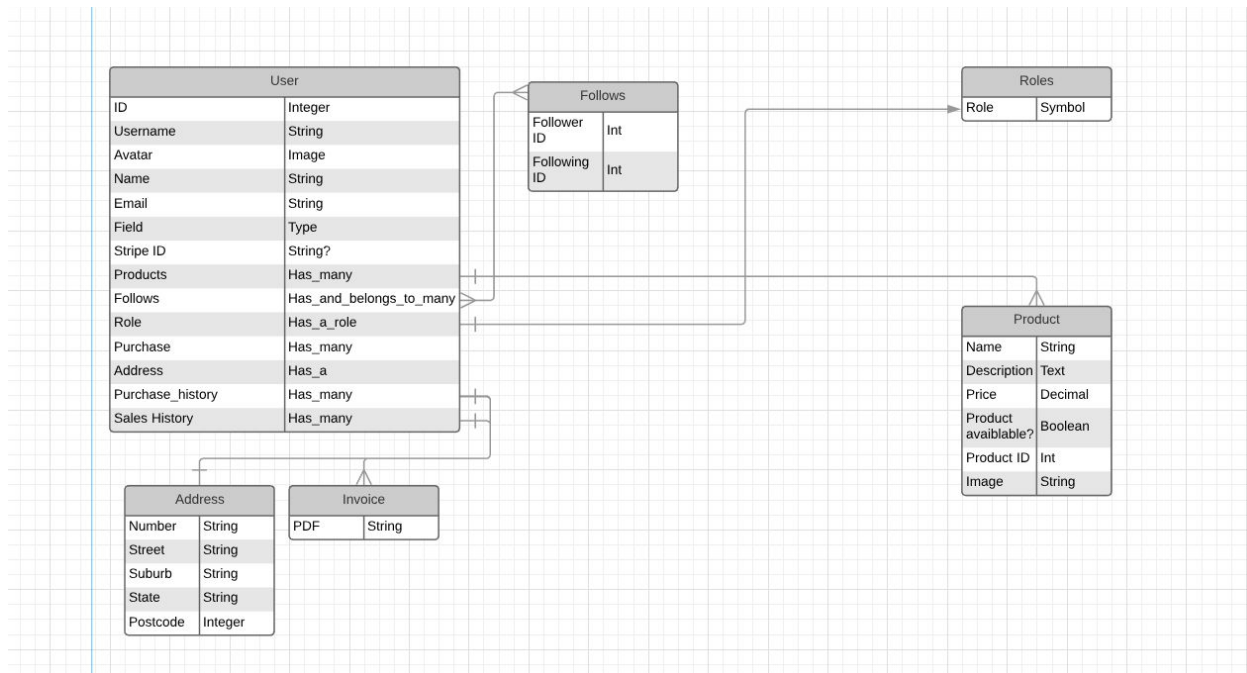 User
ID Integer
Username String
Avatar Image
Name String
Email String
Field Type
Stripe ID String?
Products Has_many
Follows Has_and_belongs_to_many
Role Has_a_role
Purchase Has_many
Address Has_a
Purchase_history Has_many
Sales History Has_many
Follows
Follower
ID Int
Following
ID Int
Roles
Role Symbol
Product
Name String
Description Text
Price Decimal
Product
avaiblable? Boolean
Product ID Int
Image String
Address
Number String
Street String
Suburb String
State String
Postcode Integer
Invoice
PDF String